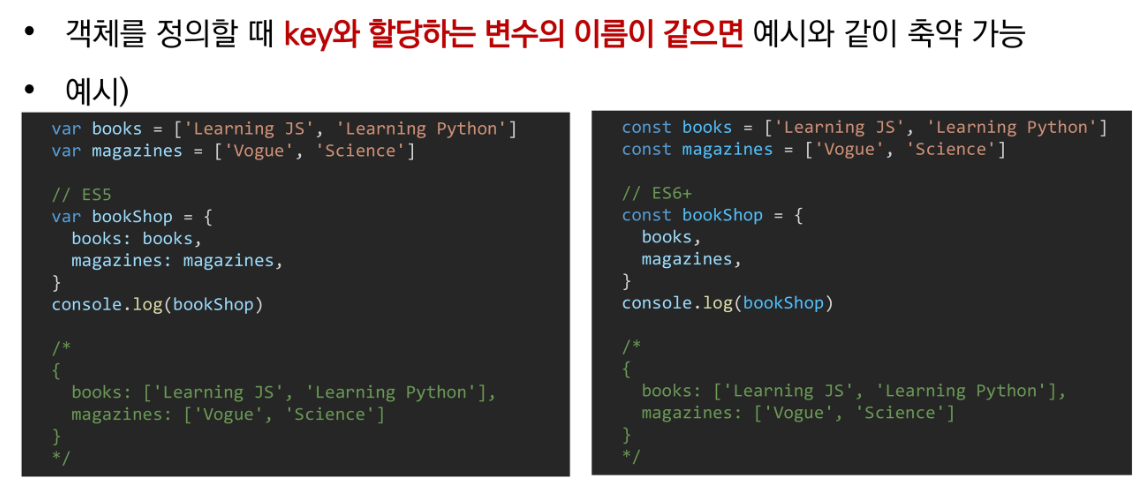 • 객체를 정의할 때 key와 할당하는 변수의 이름이 같으면 예시와 같이 축약 가능
• 예시)
var books = ['Learning JS', 'Learning Python']
var magazines = ['Vogue', 'Science']
// ES5
var bookShop = {
  books: books,
  magazines: magazines,
}
console.log(bookShop)
/*
{
  books: ['Learning JS', 'Learning Python'],
  magazines: ['Vogue', 'Science']
}
*/
const books = ['Learning JS', 'Learning Python']
const magazines = ['Vogue', 'Science']
// ES6+
const bookShop = {
  books,
  magazines,
}
console.log(bookShop)
/*
{
  books: ['Learning JS', 'Learning Python'],
  magazines: ['Vogue', 'Science']
}
*/